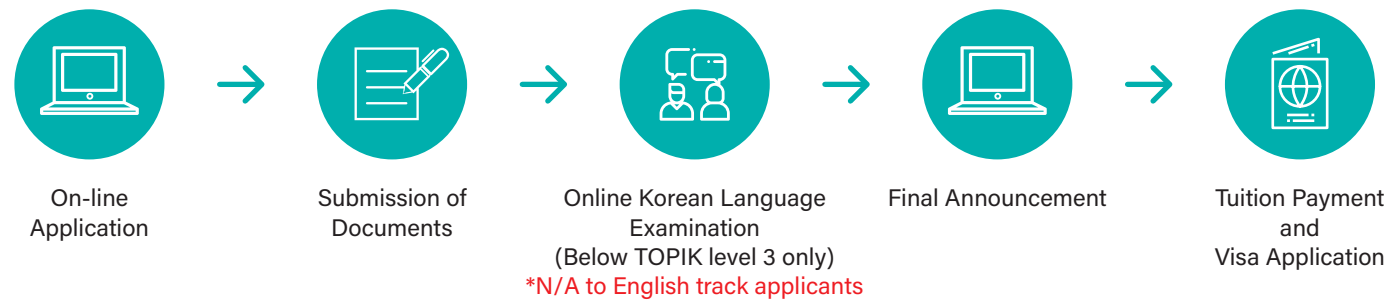 On-line
Application
Submission of
Documents
Online Korean Language
Examination
(Below TOPIK level 3 only)
*N/A to English track applicants
Final Announcement
Tuition Payment
and
Visa Application